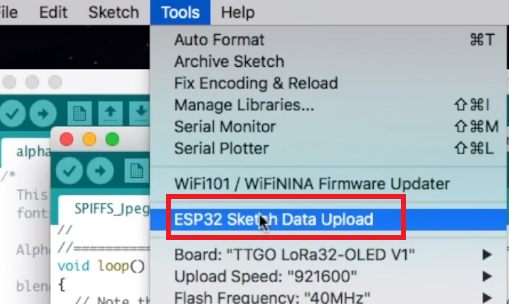 File Edit Sketch Tools Help
Auto Format ⌘T
Archive Sketch
Fix Encoding & Reload
Manage Libraries... ⇧⌘I
Serial Monitor ⇧⌘M
Serial Plotter ⇧⌘L
WiFi101 / WiFiNINA Firmware Updater
ESP32 Sketch Data Upload
Board: "TTGO LoRa32-OLED V1"
Upload Speed: "921600"
Flash Frequency: "40MHz"
alpha
/*
This
font
Alph
blen
SPIFFS_Jpeg
//
//====================
void loop()
{
// Note th